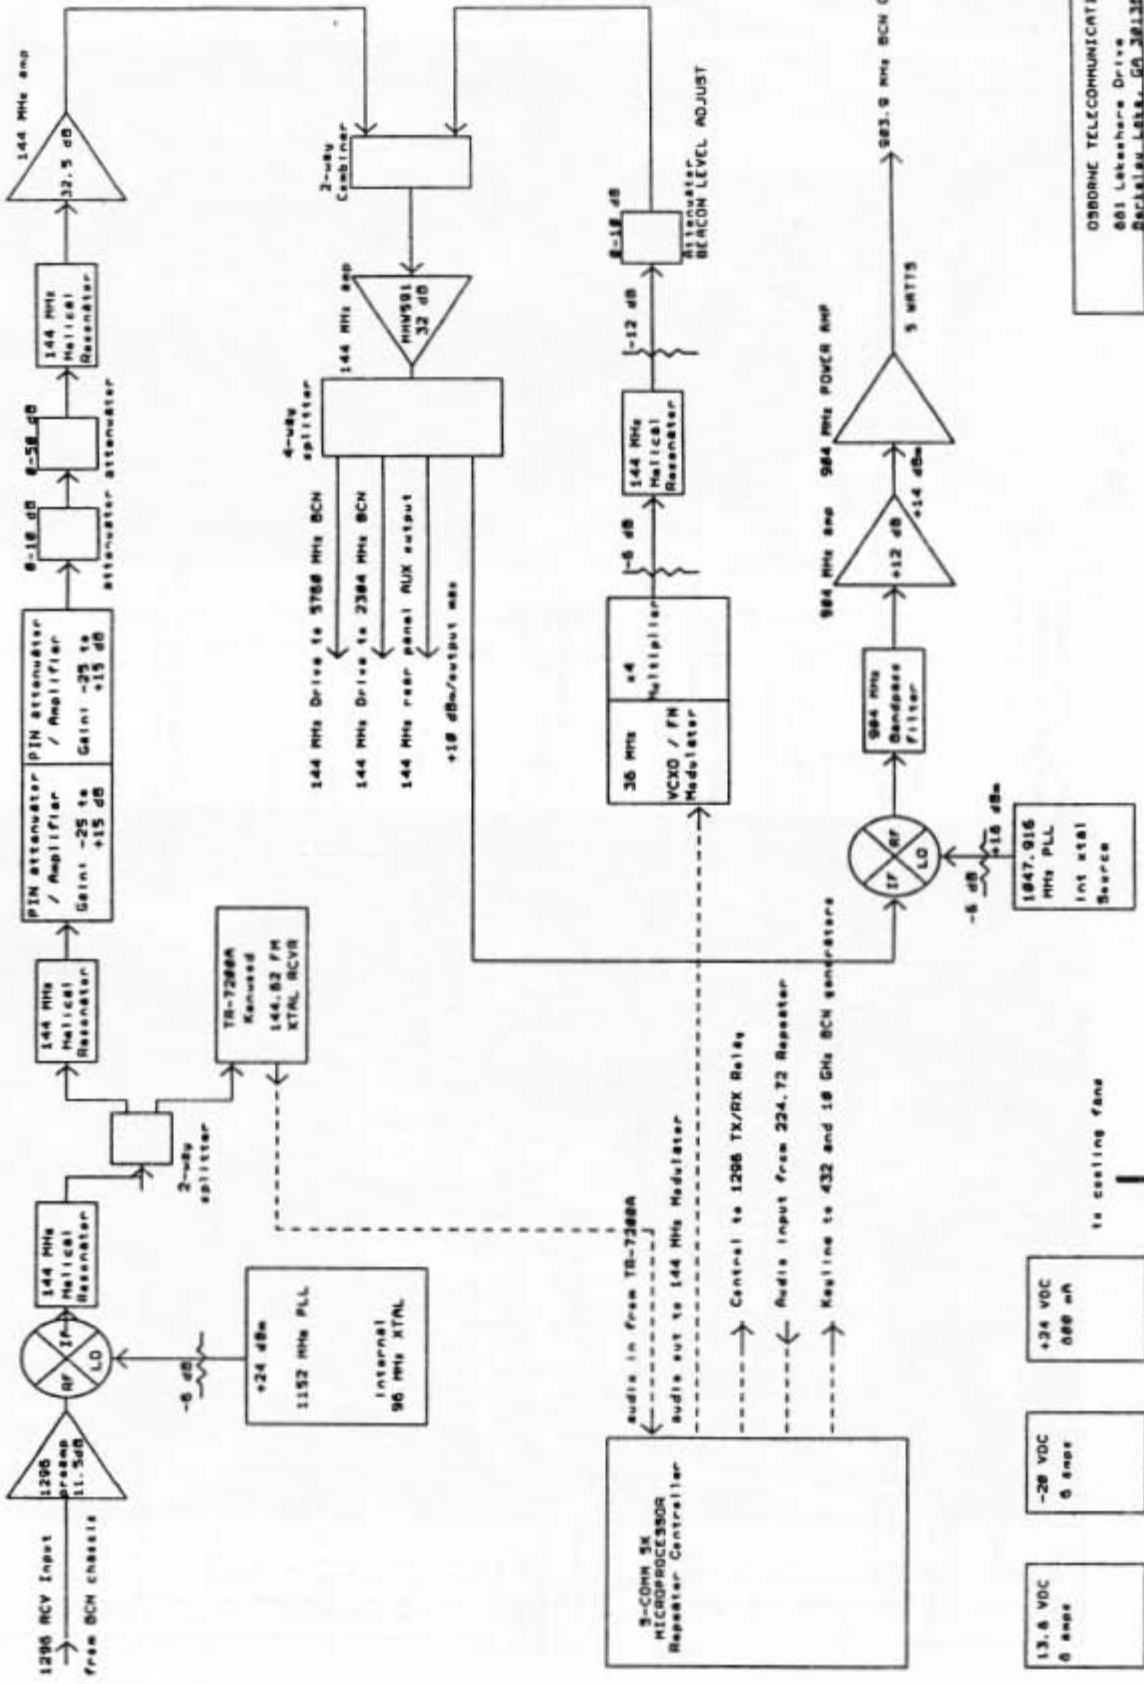 1296 RCV Input
from BCN chassis
1296
preamp
11.5dB
RF
IF
LO
144 MHz
Helical
Resonator
-6 dB
+24 dBm
1152 MHz PLL
Internal
96 MHz XTAL
2-way
splitter
144 MHz
Helical
Resonator
TR-7200A
Kenwood
144.62 FM
XTAL RCVR
PIN attenuator
/ Amplifier
Gain: -25 to
+15 dB
PIN attenuator
/ Amplifier
Gain: -25 to
+15 dB
0-10 dB
attenuator
0-50 dB
attenuator
144 MHz
Helical
Resonator
144 MHz amp
32.5 dB
2-way
Combiner
144 MHz amp
MHW591
32 dB
4-way
splitter
144 MHz Drive to 5760 MHz BCN
144 MHz Drive to 2304 MHz BCN
144 MHz rear panel AUX output
+10 dBm/output max
0-10 dB
Attenuator
BEACON LEVEL ADJUST
-12 dB
144 MHz
Helical
Resonator
-6 dB
36 MHz
VCXO / FM
Modulator
x4
Multiplier
audio in from TR-7200A
audio out to 144 MHz Modulator
Control to 1296 TX/RX Relay
Audio Input from 224.72 Repeater
Keyline to 432 and 10 GHz BCN generators
S-COMM 5K
MICROPROCESSOR
Repeater Controller
IF
RF
LO
-6 dB
+16 dBm
1047.916
MHz PLL
int xtal
Source
904 MHz
Bandpass
Filter
904 MHz amp
+12 dB
+14 dBm
904 MHz POWER AMP
5 WATTS
903.9 MHz BCN
13.6 VDC
6 amps
-20 VDC
6 amps
+24 VDC
600 mA
to cooling fans
OSBORNE TELECOMMUNICATI
661 Lakeshore Drive
Berkeley Lake, GA